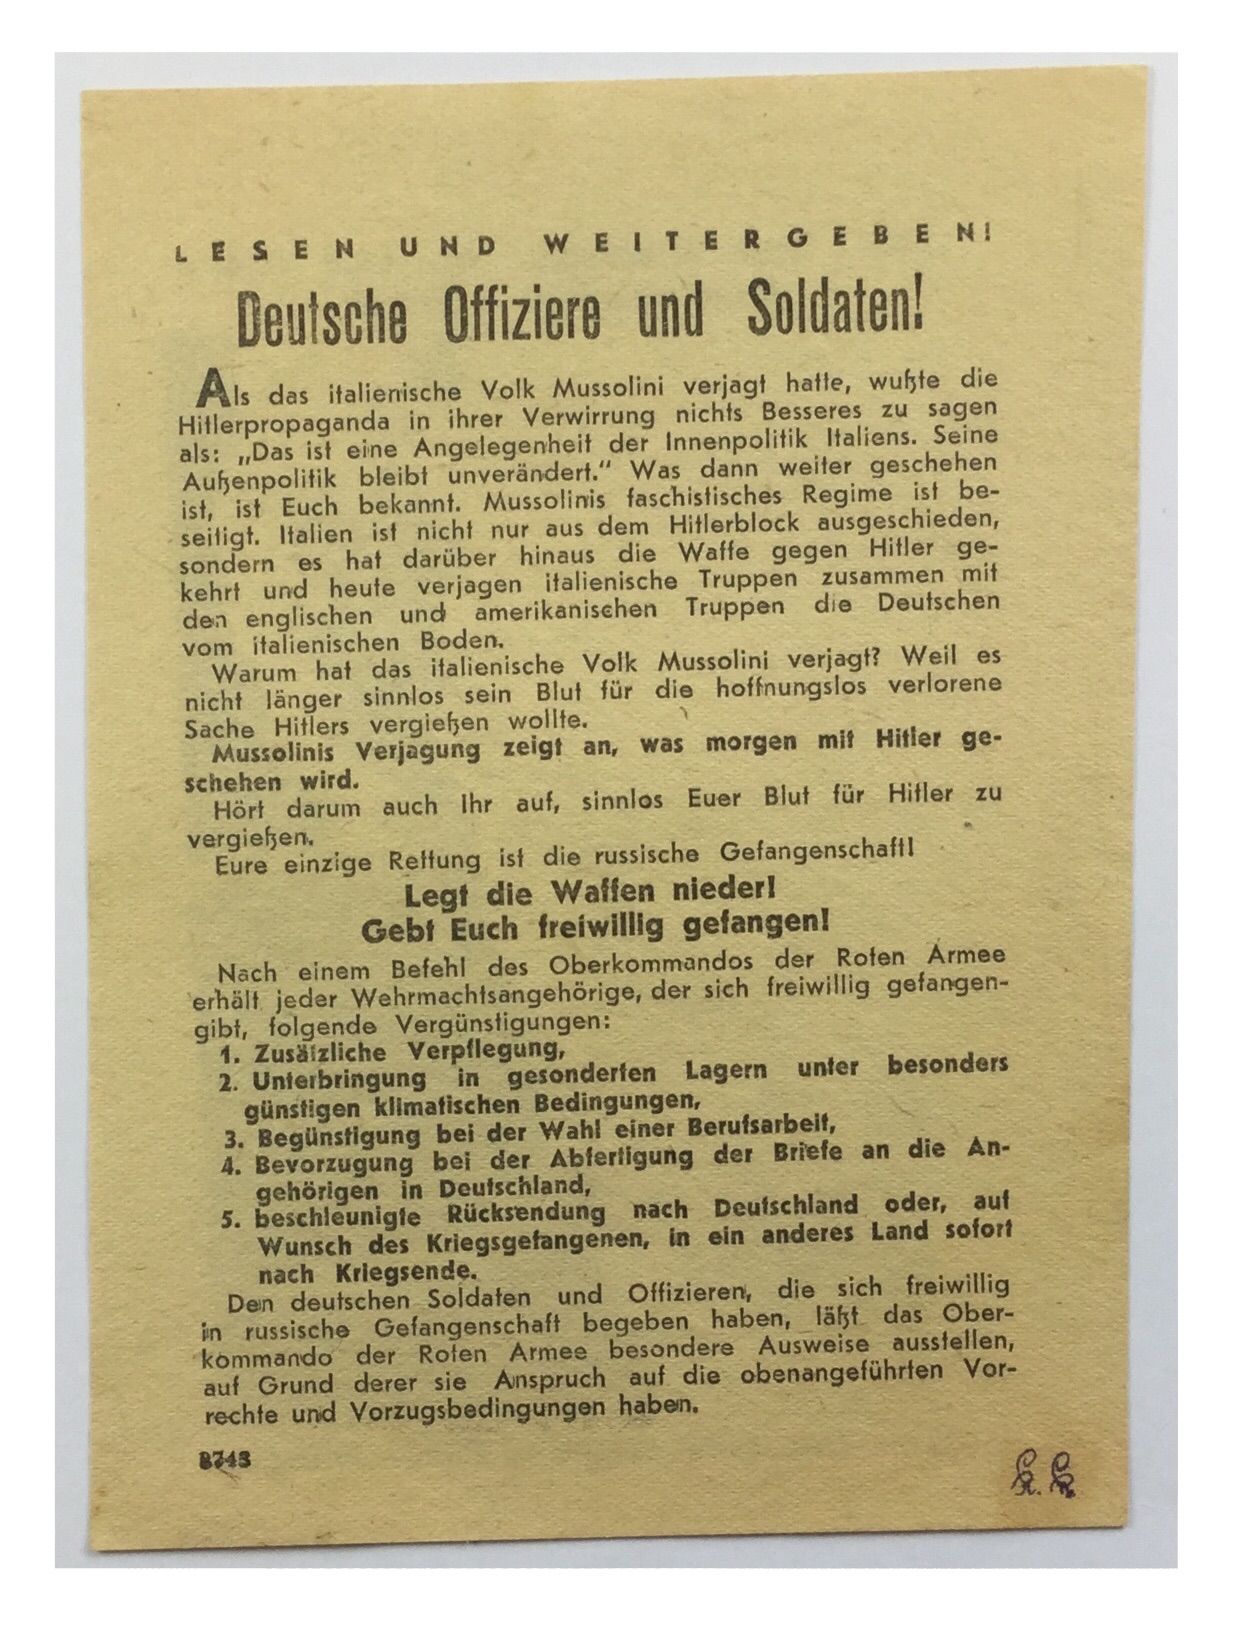 LESEN UND WEITERGEBEN!
Deutsche Offiziere und Soldaten!
Als das italienische Volk Mussolini verjagt hatte, wußte die
Hitlerpropaganda in ihrer Verwirrung nichts Besseres zu sagen
als: „Das ist eine Angelegenheit der Innenpolitik Italiens. Seine
Außenpolitik bleibt unverändert.“ Was dann weiter geschehen
ist, ist Euch bekannt. Mussolinis faschistisches Regime ist be-
seitigt. Italien ist nicht nur aus dem Hitlerblock ausgeschieden,
sondern es hat darüber hinaus die Waffe gegen Hitler ge-
kehrt und heute verjagen italienische Truppen zusammen mit
den englischen und amerikanischen Truppen die Deutschen
vom italienischen Boden.
Warum hat das italienische Volk Mussolini verjagt? Weil es
nicht länger sinnlos sein Blut für die hoffnungslos verlorene
Sache Hitlers vergießen wollte.
Mussolinis Verjagung zeigt an, was morgen mit Hitler ge-
schehen wird.
Hört darum auch Ihr auf, sinnlos Euer Blut für Hitler zu
vergießen.
Eure einzige Rettung ist die russische Gefangenschaft!
Legt die Waffen nieder!
Gebt Euch freiwillig gefangen!
Nach einem Befehl des Oberkommandos der Roten Armee
erhält jeder Wehrmachtsangehörige, der sich freiwillig gefangen-
gibt, folgende Vergünstigungen:
1. Zusätzliche Verpflegung,
2. Unterbringung in gesonderten Lagern unter besonders
günstigen klimatischen Bedingungen,
3. Begünstigung bei der Wahl einer Berufsarbeit,
4. Bevorzugung bei der Abfertigung der Briefe an die An-
gehörigen in Deutschland,
5. beschleunigte Rücksendung nach Deutschland oder, auf
Wunsch des Kriegsgefangenen, in ein anderes Land sofort
nach Kriegsende.
Den deutschen Soldaten und Offizieren, die sich freiwillig
in russische Gefangenschaft begeben haben, läßt das Ober-
kommando der Roten Armee besondere Ausweise ausstellen,
auf Grund derer sie Anspruch auf die obenangeführten Vor-
rechte und Vorzugsbedingungen haben.